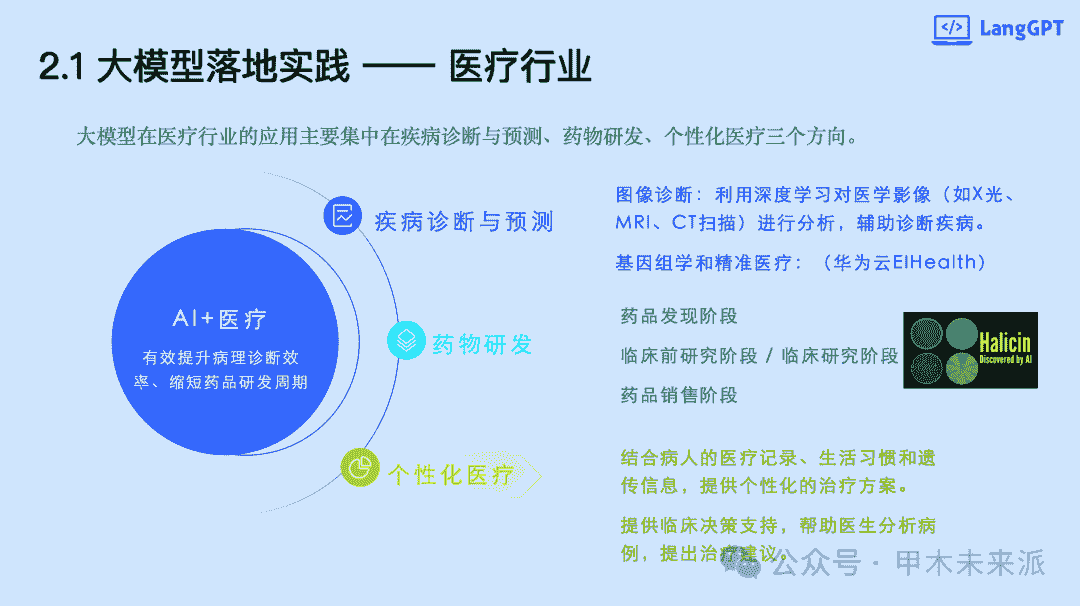 </> LangGPT
2.1 大模型落地实践 —— 医疗行业
大模型在医疗行业的应用主要集中在疾病诊断与预测、药物研发、个性化医疗三个方向。
AI+医疗
有效提升病理诊断效
率、缩短药品研发周期
疾病诊断与预测
图像诊断：利用深度学习对医学影像（如X光、
MRI、CT扫描）进行分析，辅助诊断疾病。
基因组学和精准医疗：（华为云EIHealth）
药物研发
药品发现阶段
临床前研究阶段 / 临床研究阶段
药品销售阶段
Halicin
Discovered by AI
个性化医疗
结合病人的医疗记录、生活习惯和遗
传信息，提供个性化的治疗方案。
提供临床决策支持，帮助医生分析病
例，提出治疗建议。
公众号 · 甲木未来派